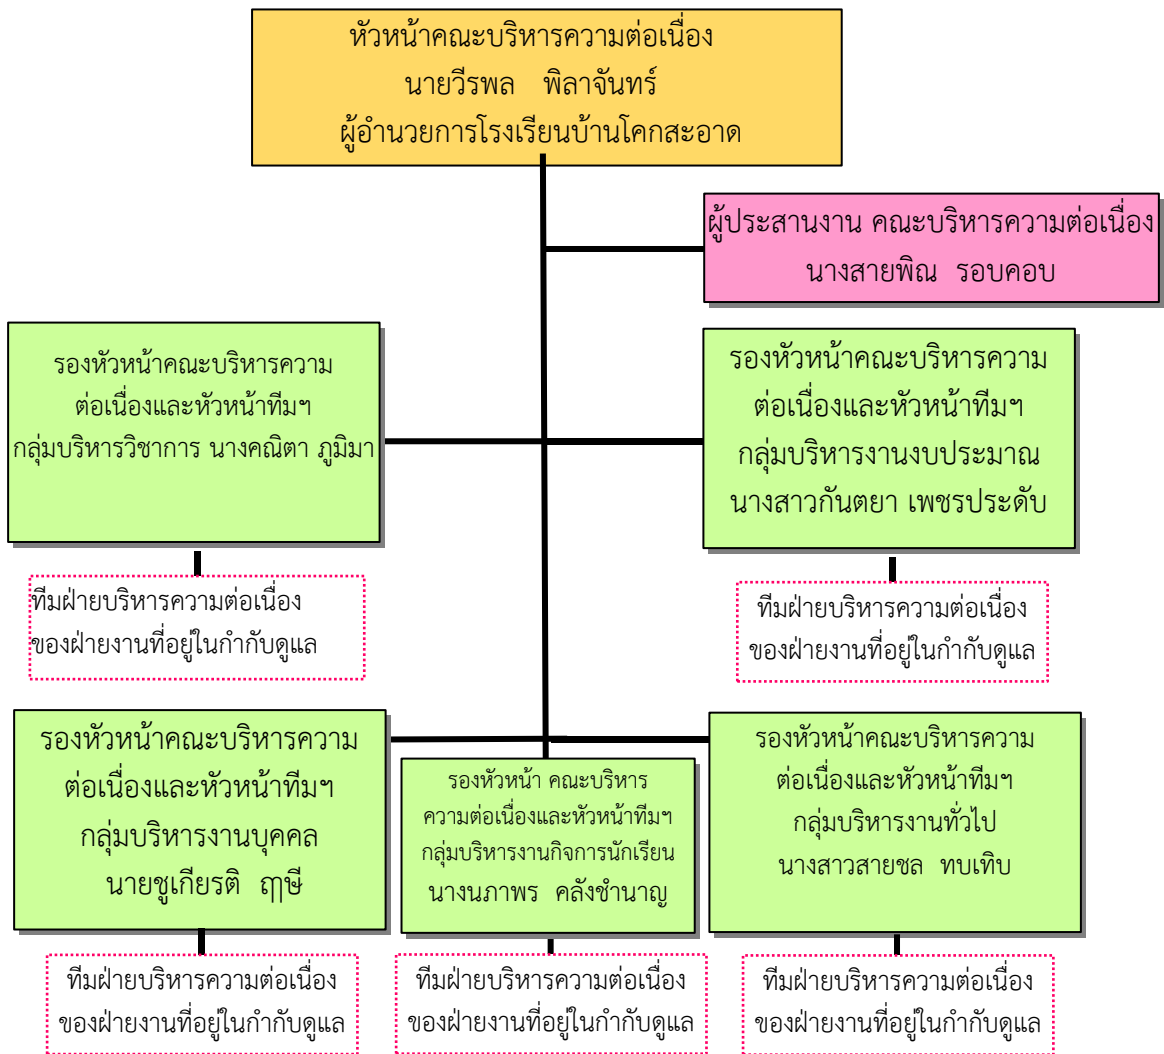 หัวหน้าคณะบริหารความต่อเนื่อง
นายวีรพล พิลาจันทร์
ผู้อำนวยการโรงเรียนบ้านโคกสะอาด
ผู้ประสานงาน คณะบริหารความต่อเนื่อง
นางสายพิณ รอบคอบ
รองหัวหน้าคณะบริหารความ
ต่อเนื่องและหัวหน้าทีมฯ
กลุ่มบริหารวิชาการ นางคณิตา ภูมิมา
รองหัวหน้าคณะบริหารความ
ต่อเนื่องและหัวหน้าทีมฯ
กลุ่มบริหารงานงบประมาณ
นางสาวกันตยา เพชรประดับ
ทีมฝ่ายบริหารความต่อเนื่อง
ของฝ่ายงานที่อยู่ในกำกับดูแล
ทีมฝ่ายบริหารความต่อเนื่อง
ของฝ่ายงานที่อยู่ในกำกับดูแล
รองหัวหน้าคณะบริหารความ
ต่อเนื่องและหัวหน้าทีมฯ
กลุ่มบริหารงานบุคคล
นายชูเกียรติ ฤๅษี
รองหัวหน้า คณะบริหาร
ความต่อเนื่องและหัวหน้าทีมฯ
กลุ่มบริหารงานกิจการนักเรียน
นางนภาพร คลังชำนาญ
รองหัวหน้าคณะบริหารความ
ต่อเนื่องและหัวหน้าทีมฯ
กลุ่มบริหารงานทั่วไป
นางสาวสายชล ทบเทิบ
ทีมฝ่ายบริหารความต่อเนื่อง
ของฝ่ายงานที่อยู่ในกำกับดูแล
ทีมฝ่ายบริหารความต่อเนื่อง
ของฝ่ายงานที่อยู่ในกำกับดูแล
ทีมฝ่ายบริหารความต่อเนื่อง
ของฝ่ายงานที่อยู่ในกำกับดูแล